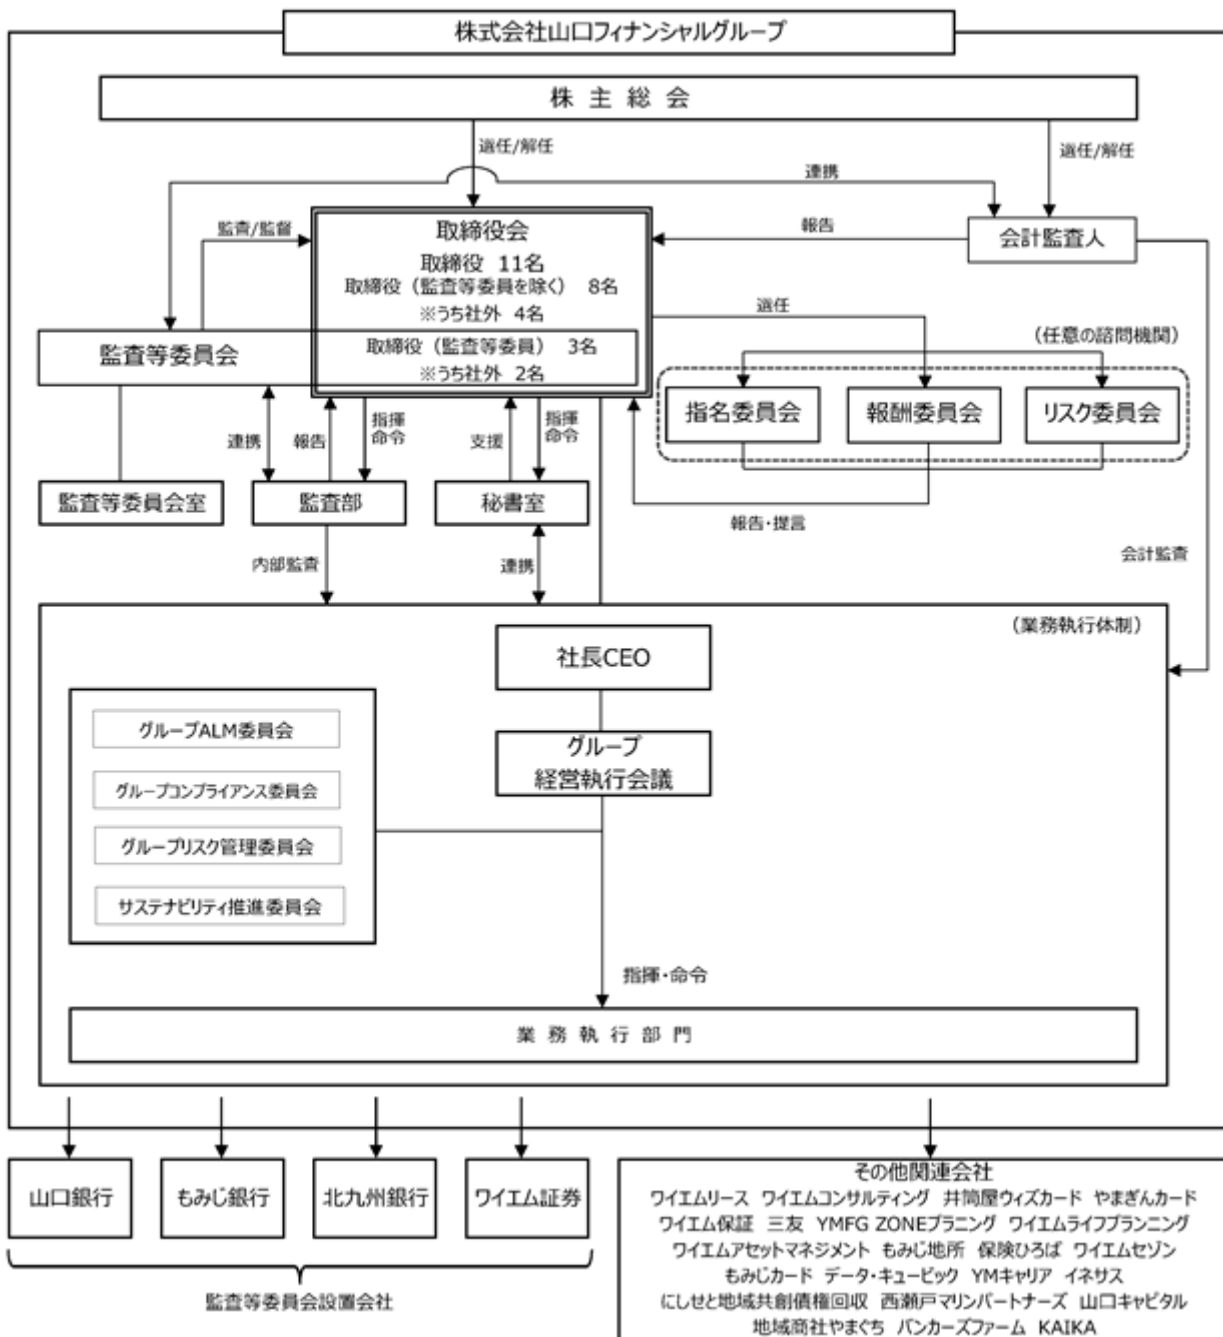 株式会社山口フィナンシャルグループ
株 主 総 会
選任/解任
選任/解任
連携
監査/監督
取締役会
取締役 11名
取締役（監査等委員を除く） 8名
※うち社外 4名
報告
会計監査人
選任
（任意の諮問機関）
監査等委員会
取締役（監査等委員） 3名
※うち社外 2名
指名委員会
報酬委員会
リスク委員会
連携
報告
指揮
命令
支援
指揮
命令
監査等委員会室
監査部
秘書室
報告・提言
内部監査
連携
会計監査
（業務執行体制）
社長CEO
グループ
経営執行会議
グループALM委員会
グループコンプライアンス委員会
グループリスク管理委員会
サステナビリティ推進委員会
指揮・命令
業 務 執 行 部 門
山口銀行
もみじ銀行
北九州銀行
ワイエム証券
監査等委員会設置会社
その他関連会社
ワイエムリース ワイエムコンサルティング 井筒屋ウィズカード やまぎんカード
ワイエム保証 三友 YMFG ZONEプラニング ワイエムライフプランニング
ワイエムアセットマネジメント もみじ地所 保険ひろば ワイエムセゾン
もみじカード データ・キュービック YMキャリア イネサス
にしせと地域共創債権回収 西瀬戸マリンパートナーズ 山口キャピタル
地域商社やまぐち バンカーズファーム KAIKA